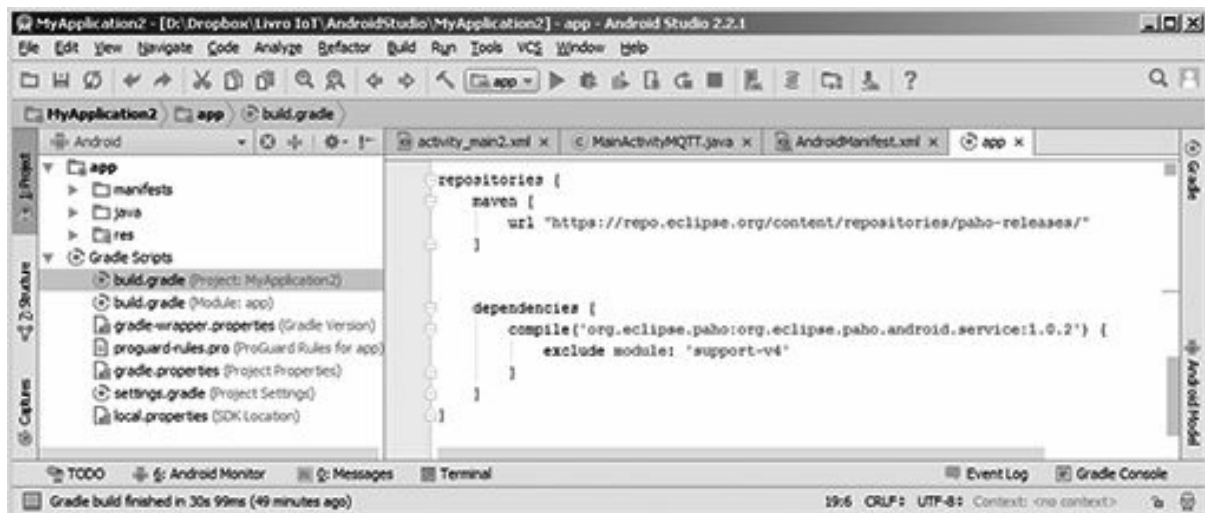 MyApplication2 - [D:\Dropbox\Livro IoT\AndroidStudio\MyApplication2] - app - Android Studio 2.2.1
File Edit View Navigate Code Analyze Refactor Build Run Tools VCS Window Help
app
MyApplication2 app build.gradle
Android
activity_main2.xml MainActivityMQTT.java AndroidManifest.xml app
1: Project
Z: Structure
Captures
app
manifests
java
res
Gradle Scripts
build.gradle (Project: MyApplication2)
build.gradle (Module: app)
gradle-wrapper.properties (Gradle Version)
proguard-rules.pro (ProGuard Rules for app)
gradle.properties (Project Properties)
settings.gradle (Project Settings)
local.properties (SDK Location)
repositories {
maven {
url "https://repo.eclipse.org/content/repositories/paho-releases/"
}
dependencies {
compile('org.eclipse.paho:org.eclipse.paho.android.service:1.0.2') {
exclude module: 'support-v4'
}
}
}
Gradle
Android Model
TODO 6: Android Monitor 0: Messages Terminal Event Log Gradle Console
Gradle build finished in 30s 99ms (49 minutes ago) 19:6 CRLF UTF-8 Context: <no context>